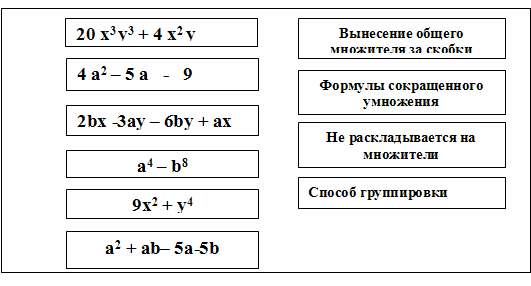 20 x³y³ + 4 x² y
4 a² – 5 a - 9
2bx -3ay – 6by + ax
a⁴ – b⁸
9x² + y⁴
a² + ab– 5a-5b
Вынесение общего
множителя за скобки
Формулы сокращенного
умножения
Не раскладывается на
множители
Способ группировки